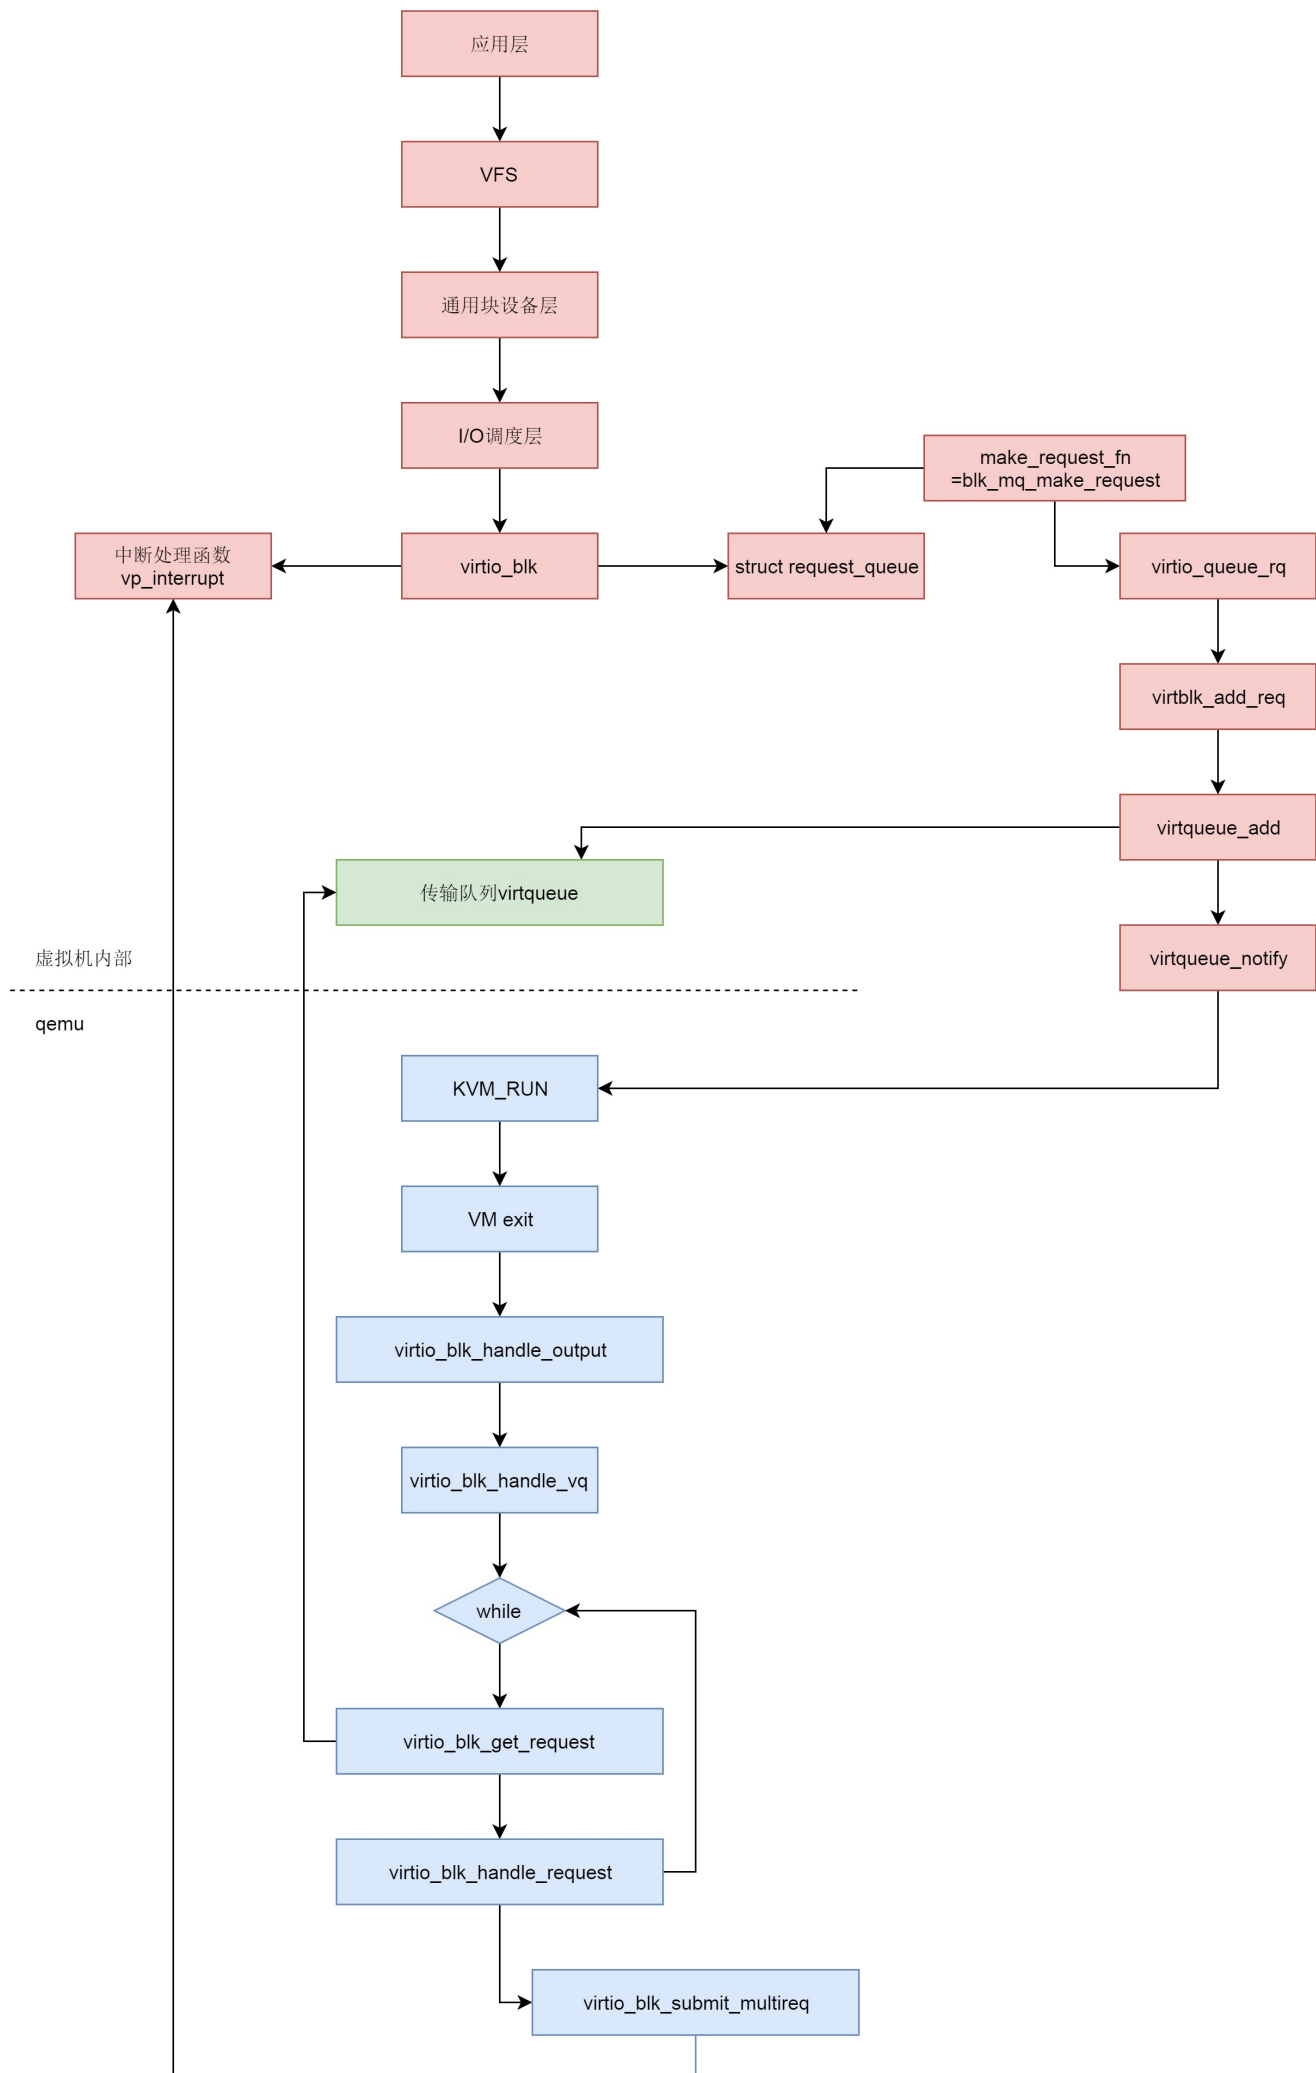 应用层
VFS
通用块设备层
I/O调度层
make_request_fn
=blk_mq_make_request
中断处理函数
vp_interrupt
virtio_blk
struct request_queue
virtio_queue_rq
virtblk_add_req
virtqueue_add
传输队列virtqueue
虚拟机内部
virtqueue_notify
qemu
KVM_RUN
VM exit
virtio_blk_handle_output
virtio_blk_handle_vq
while
virtio_blk_get_request
virtio_blk_handle_request
virtio_blk_submit_multireq